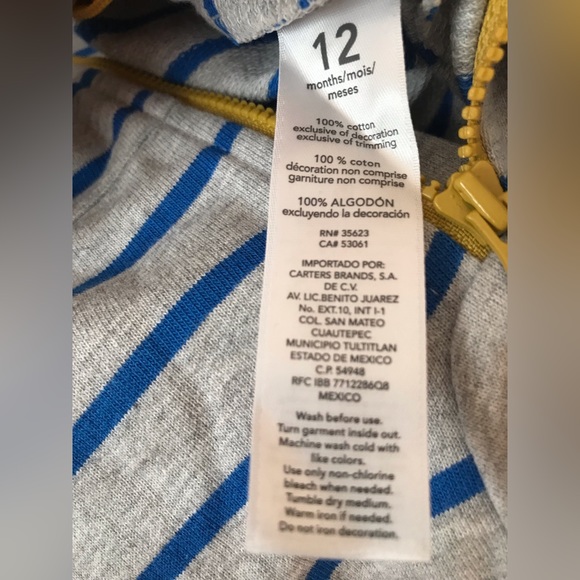 12
months/mois/
meses
100% cotton
exclusive of decoration
exclusive of trimming
100 % coton
décoration non comprise
garniture non comprise
100% ALGODÓN
excluyendo la decoración
RN# 35623
CA# 53061
IMPORTADO POR:
CARTERS BRANDS, S.A.
DE C.V.
AV. LIC.BENITO JUAREZ
No. EXT.10, INT I-1
COL. SAN MATEO
CUAUTEPEC
MUNICIPIO TULTITLAN
ESTADO DE MEXICO
C.P. 54948
RFC IBB 7712286Q8
MEXICO
Wash before use.
Turn garment inside out.
Machine wash cold with
like colors.
Use only non-chlorine
bleach when needed.
Tumble dry medium.
Warm iron if needed.
Do not iron decoration.